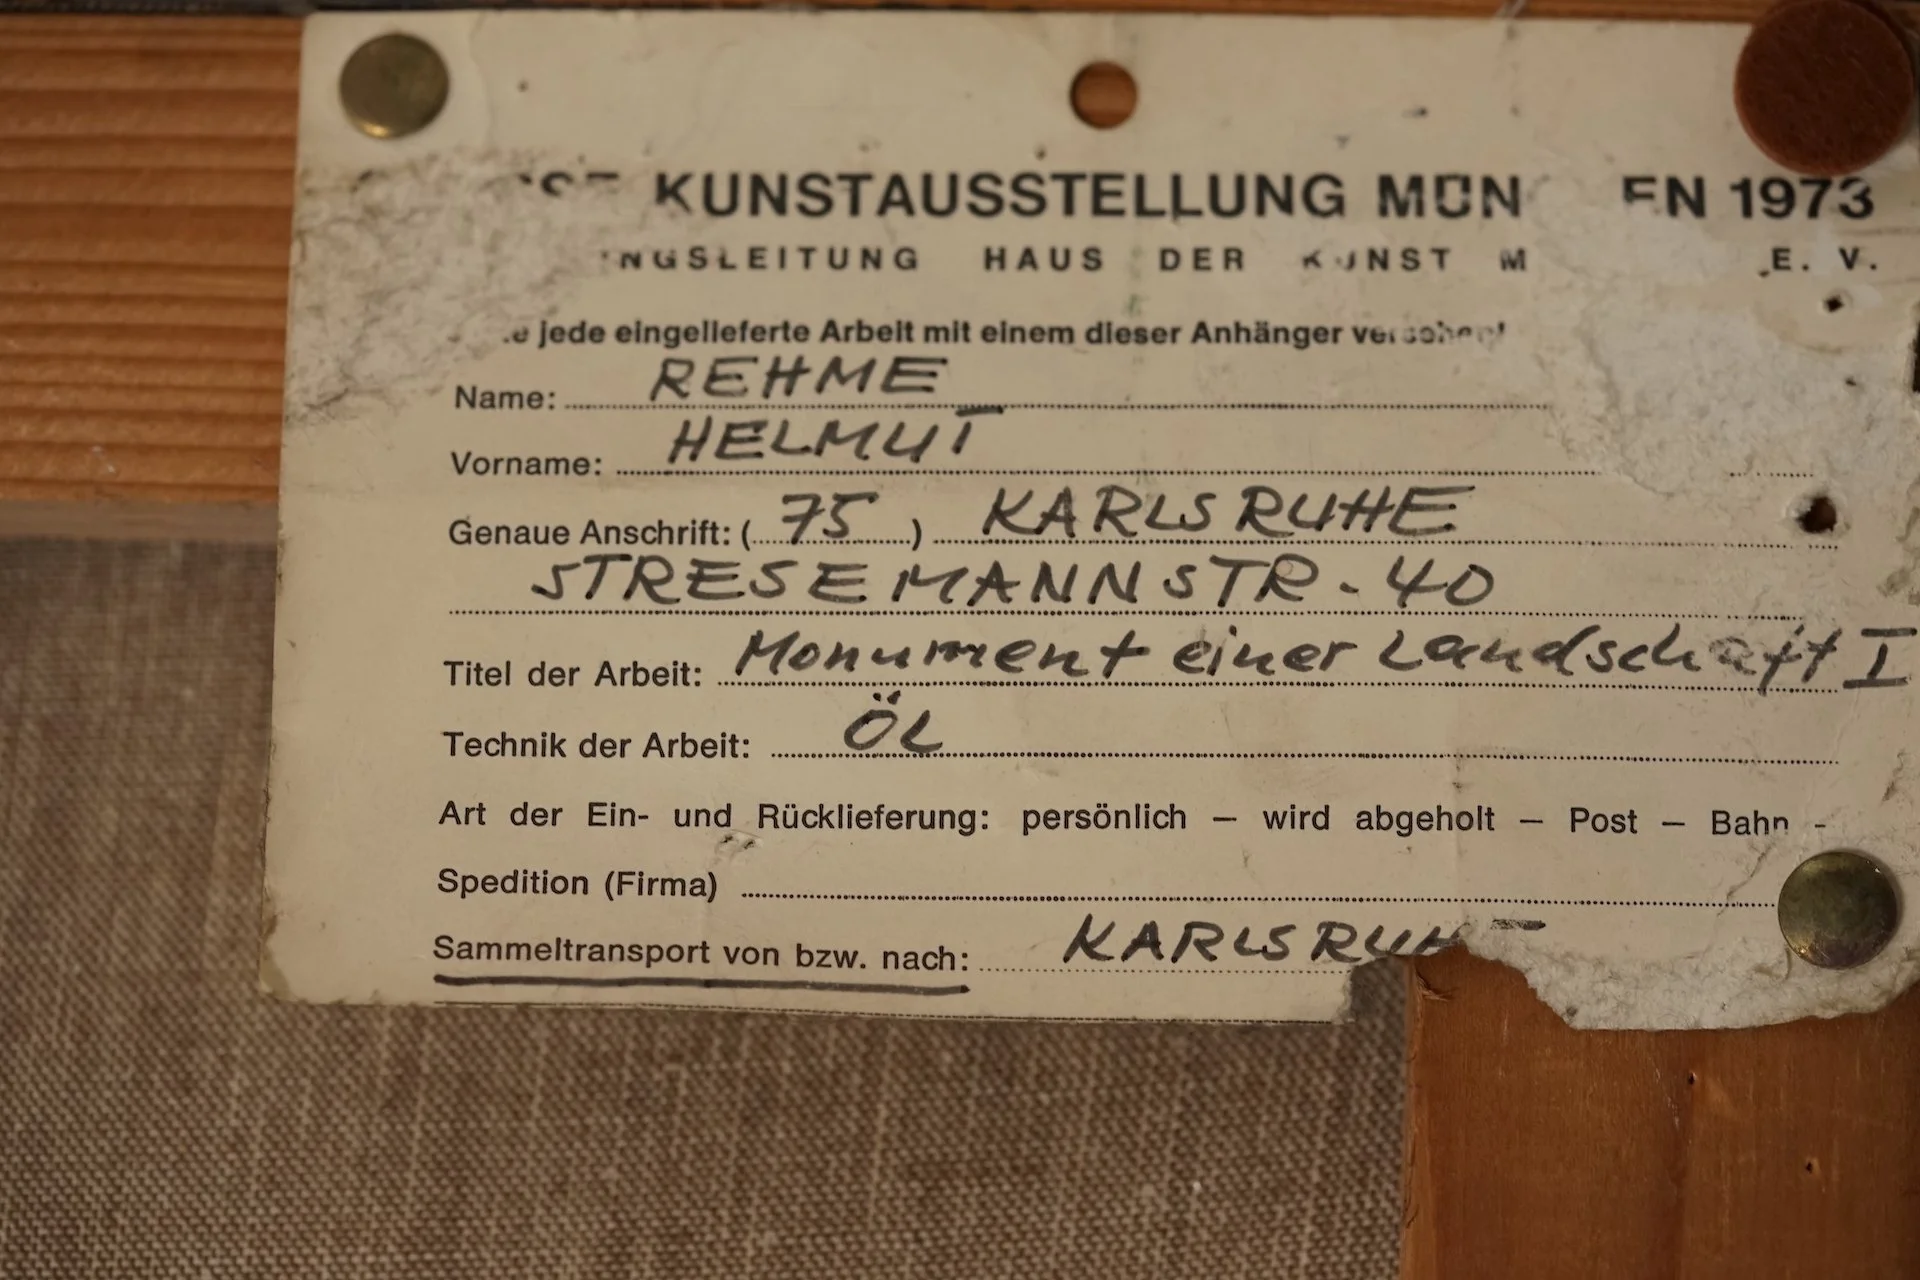 KUNSTAUSSTELLUNG MÜN EN 1973
NGSLEITUNG HAUS DER KUNST M E. V.
jede eingelieferte Arbeit mit einem dieser Anhänger versehen!
Name: REHME
Vorname: HELMUT
Genaue Anschrift: (75) KARLSRUHE
STRESEMANNSTR. 40
Titel der Arbeit: Monument einer Landschaft I
Technik der Arbeit: ÖL
Art der Ein- und Rücklieferung: persönlich – wird abgeholt – Post – Bahn -
Spedition (Firma)
Sammeltransport von bzw. nach: KARLSRUHE